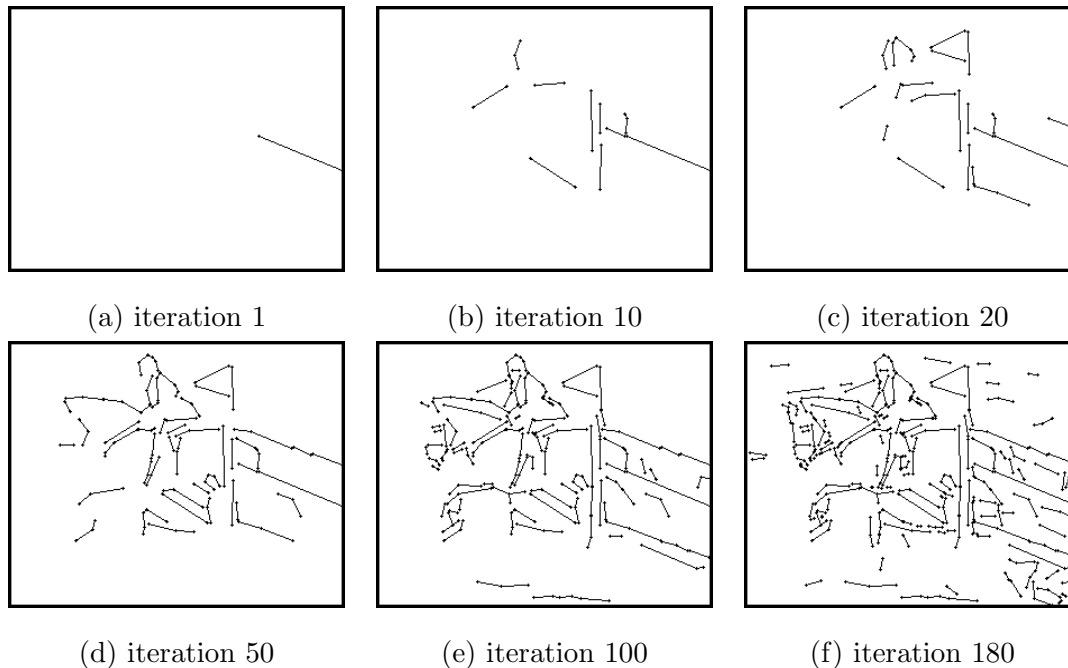 (a) iteration 1
(b) iteration 10
(c) iteration 20
(d) iteration 50
(e) iteration 100
(f) iteration 180